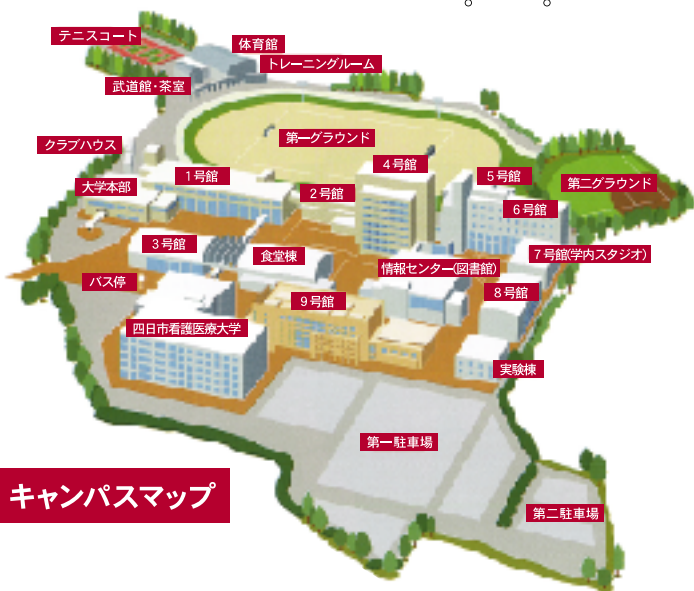 テニスコート
体育館
トレーニングルーム
武道館・茶室
クラブハウス
第一グラウンド
4号館
大学本部
1号館
2号館
5号館
6号館
第二グラウンド
3号館
食堂棟
7号館(学内スタジオ)
バス停
情報センター(図書館)
9号館
8号館
四日市看護医療大学
実験棟
第一駐車場
キャンパスマップ
第二駐車場